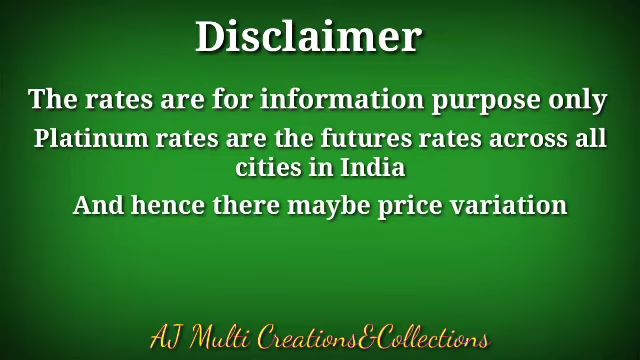 Disclaimer
The rates are for information purpose only
Platinum rates are the futures rates across all
cities in India
And hence there maybe price variation
AJ Multi Creations&Collections